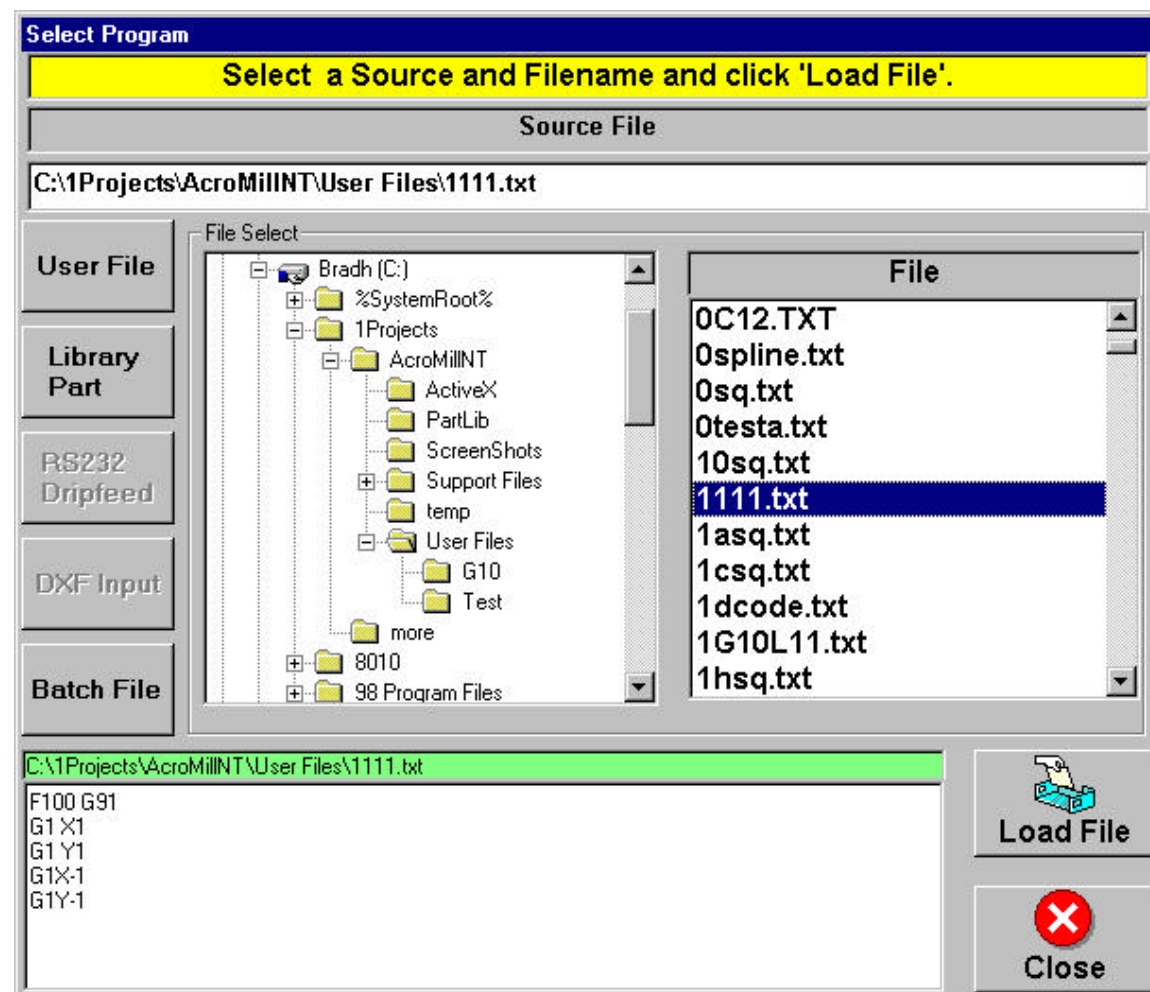 Select Program
Select a Source and Filename and click 'Load File'.
Source File
C:\1Projects\AcroMillNT\User Files\1111.txt
User File
Library
Part
RS232
Dripfeed
DXF Input
Batch File
File Select
Bradh (C:)
%SystemRoot%
1Projects
AcroMillNT
ActiveX
PartLib
ScreenShots
Support Files
temp
User Files
G10
Test
more
8010
98 Program Files
File
0C12.TXT
0spline.txt
0sq.txt
0testa.txt
10sq.txt
1111.txt
1asq.txt
1csq.txt
1dcode.txt
1G10L11.txt
1hsq.txt
C:\1Projects\AcroMillNT\User Files\1111.txt
F100 G91
G1 X1
G1 Y1
G1X-1
G1Y-1
Load File
Close